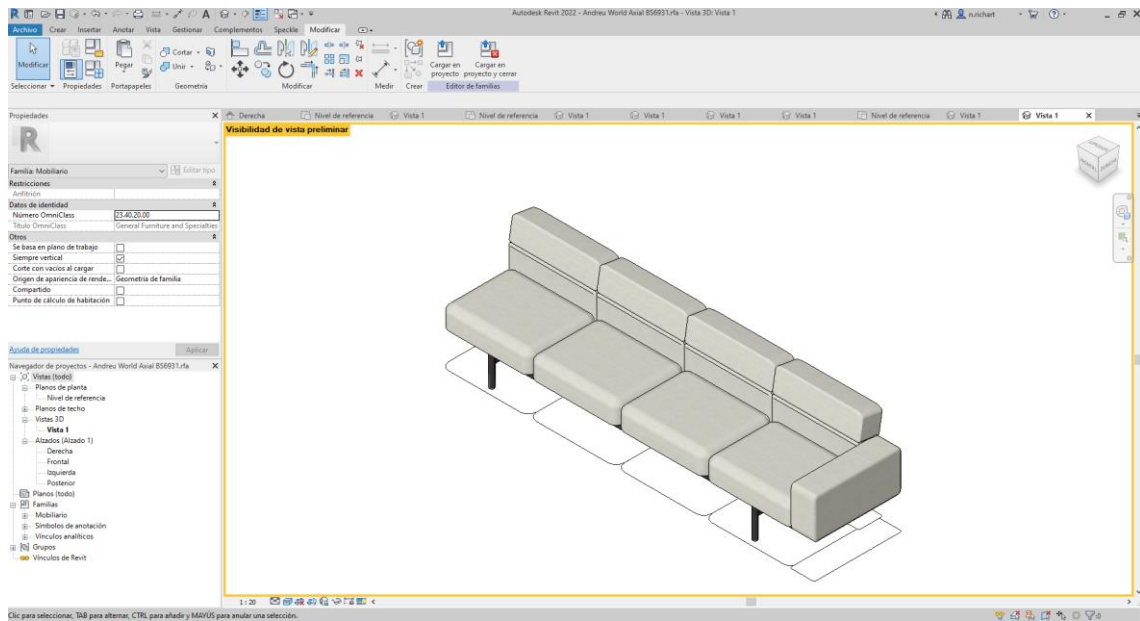 Autodesk Revit 2022 - Andreu World Axial BS6931.rfa - Vista 3D: Vista 1
n.richart
Archivo Crear Insertar Anotar Vista Gestionar Complementos Speckle Modificar
Modificar
Pegar
Cortar
Unir
Cargar en proyecto
Cargar en proyecto y cerrar
Seleccionar Propiedades Portapapeles Geometría Modificar Medir Crear Editor de familias
Propiedades
Derecha Nivel de referencia Vista 1 Nivel de referencia Vista 1 Vista 1 Vista 1 Vista 1 Nivel de referencia Vista 1 Vista 1
Visibilidad de vista preliminar
R
Familia: Mobiliario Editar tipo
Restricciones
Anfitrión
Datos de identidad
Número OmniClass 23.40.20.00
Título OmniClass General Furniture and Specialties
Otros
Se basa en plano de trabajo
Siempre vertical
Corte con vacíos al cargar
Origen de apariencia de rende... Geometría de familia
Compartido
Punto de cálculo de habitación
Ayuda de propiedades Aplicar
Navegador de proyectos - Andreu World Axial BS6931.rfa
Vistas (todo)
Planos de planta
Nivel de referencia
Planos de techo
Vistas 3D
Vista 1
Alzados (Alzado 1)
Derecha
Frontal
Izquierda
Posterior
Planos (todo)
Familias
Mobiliario
Símbolos de anotación
Vínculos analíticos
Grupos
Vínculos de Revit
1 : 20
Clic para seleccionar, TAB para alternar, CTRL para añadir y MAYÚS para anular una selección.
:0